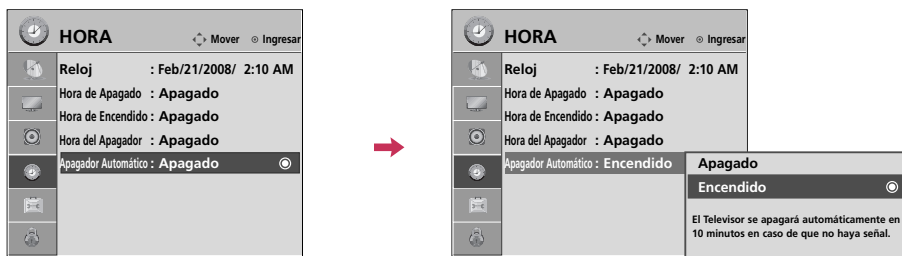 HORA
Mover
Ingresar
Reloj : Feb/21/2008/ 2:10 AM
Hora de Apagado : Apagado
Hora de Encendido : Apagado
Hora del Apagador : Apagado
Apagador Automático : Apagado
HORA
Mover
Ingresar
Reloj : Feb/21/2008/ 2:10 AM
Hora de Apagado : Apagado
Hora de Encendido : Apagado
Hora del Apagador : Apagado
Apagador Automático : Encendido
Apagado
Encendido
El Televisor se apagará automáticamente en
10 minutos en caso de que no haya señal.